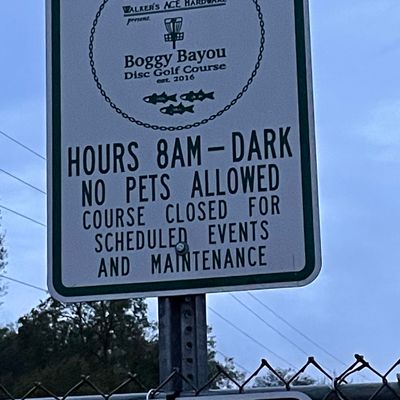 WALKER'S ACE HARDWARE
present.
Boggy Bayou
Disc Golf Course
est. 2016
HOURS 8AM – DARK
NO PETS ALLOWED
COURSE CLOSED FOR
SCHEDULED EVENTS
AND MAINTENANCE